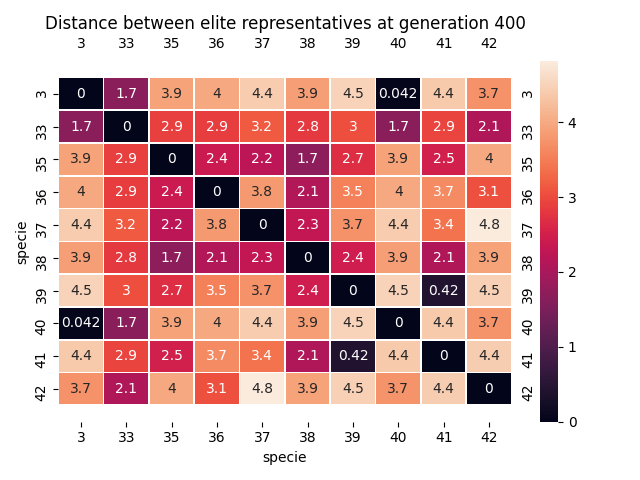 Distance between elite representatives at generation 400
3 33 35 36 37 38 39 40 41 42
3 0 1.7 3.9 4 4.4 3.9 4.5 0.042 4.4 3.7 3
33 1.7 0 2.9 2.9 3.2 2.8 3 1.7 2.9 2.1 33
35 3.9 2.9 0 2.4 2.2 1.7 2.7 3.9 2.5 4 35
36 4 2.9 2.4 0 3.8 2.1 3.5 4 3.7 3.1 36
37 4.4 3.2 2.2 3.8 0 2.3 3.7 4.4 3.4 4.8 37
38 3.9 2.8 1.7 2.1 2.3 0 2.4 3.9 2.1 3.9 38
39 4.5 3 2.7 3.5 3.7 2.4 0 4.5 0.42 4.5 39
40 0.042 1.7 3.9 4 4.4 3.9 4.5 0 4.4 3.7 40
41 4.4 2.9 2.5 3.7 3.4 2.1 0.42 4.4 0 4.4 41
42 3.7 2.1 4 3.1 4.8 3.9 4.5 3.7 4.4 0 42
3 33 35 36 37 38 39 40 41 42
specie
specie
4
3
2
1
0